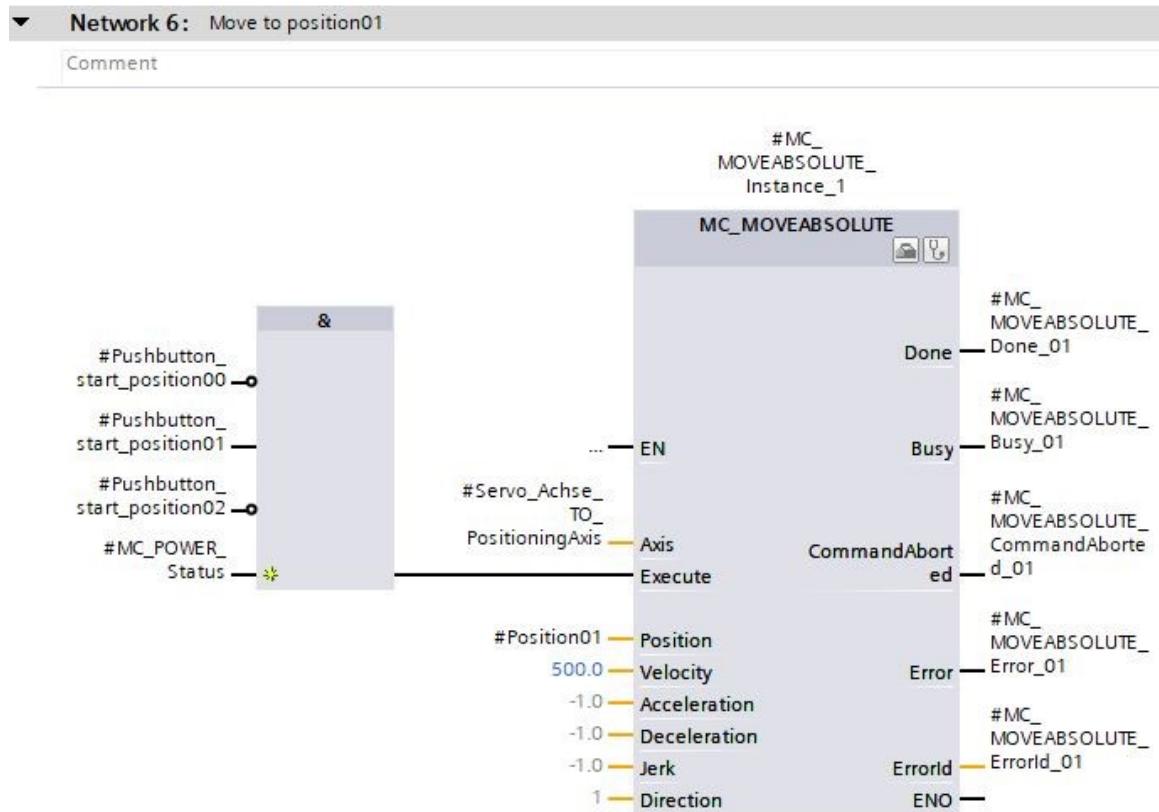 Network 6: Move to position01
Comment
#MC_
MOVEABSOLUTE_
Instance_1
MC_MOVEABSOLUTE
&
#Pushbutton_
start_position00
#Pushbutton_
start_position01
#Pushbutton_
start_position02
#MC_POWER_
Status
... EN
#Servo_Achse_
TO_
PositioningAxis Axis
Execute
#Position01 Position
500.0 Velocity
-1.0 Acceleration
-1.0 Deceleration
-1.0 Jerk
1 Direction
#MC_
MOVEABSOLUTE_
Done Done_01
#MC_
MOVEABSOLUTE_
Busy Busy_01
#MC_
MOVEABSOLUTE_
CommandAbort CommandAborte
ed d_01
#MC_
MOVEABSOLUTE_
Error Error_01
#MC_
MOVEABSOLUTE_
ErrorId ErrorId_01
ENO